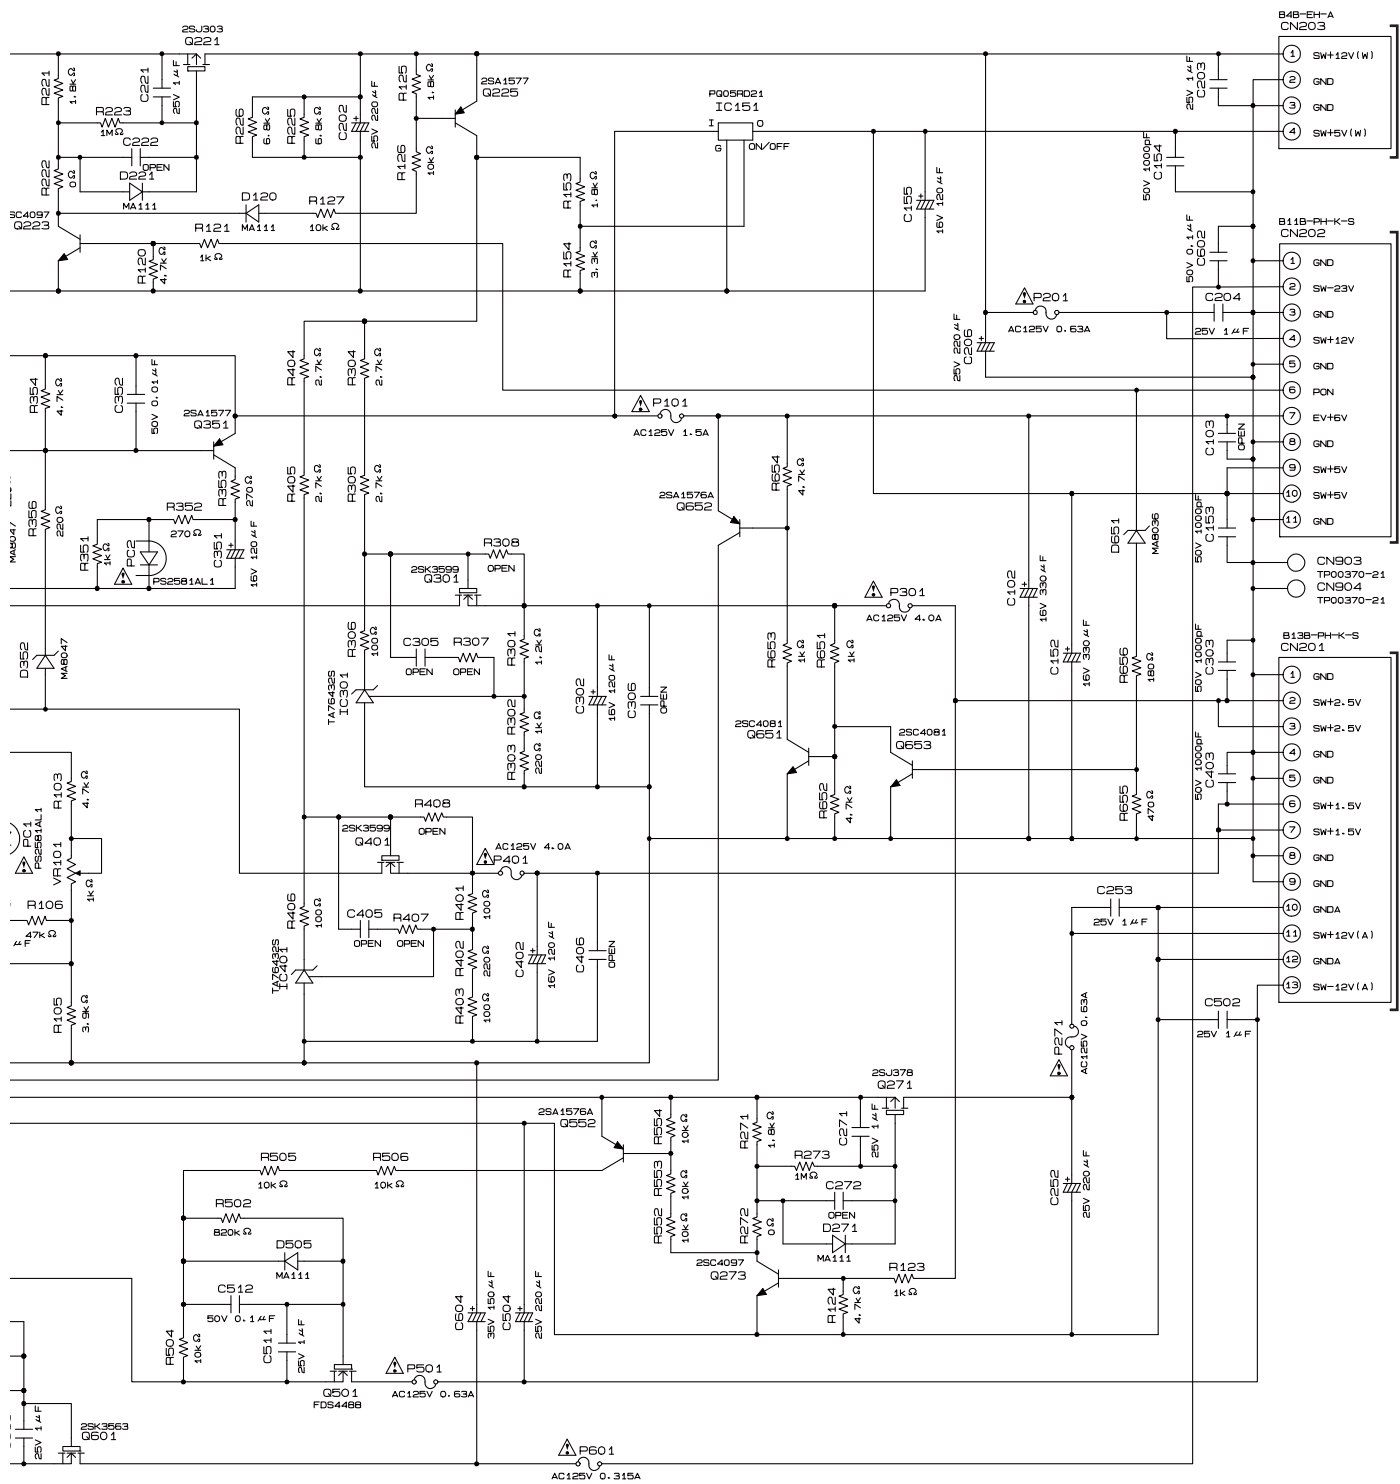 2SJ303
Q221
R221
1.8kΩ
C221
25V 1μF
R223
1MΩ
C222
OPEN
R222
0Ω
D221
MA111
2SC4097
Q223
R226
6.8kΩ
R225
6.8kΩ
C202
25V 220μF
R125
1.8kΩ
2SA1577
Q225
R126
10kΩ
D120
MA111
R127
10kΩ
R121
1kΩ
R120
4.7kΩ
R153
1.8kΩ
R154
3.3kΩ
PQ05RD21
IC151
I
O
G
ON/OFF
C155
16V 120μF
C154
50V 1000pF
C203
25V 1μF
B4B-EH-A
CN203
1 SW+12V(W)
2 GND
3 GND
4 SW+5V(W)
C602
50V 0.1μF
P201
AC125V 0.63A
C204
25V 1μF
C206
25V 220μF
B11B-PH-K-S
CN202
1 GND
2 SW-23V
3 GND
4 SW+12V
5 GND
6 PON
7 EV+6V
8 GND
9 SW+5V
10 SW+5V
11 GND
CN903
TP00370-21
CN904
TP00370-21
R354
4.7kΩ
C352
50V 0.01μF
2SA1577
Q351
R404
2.7kΩ
R304
2.7kΩ
R405
2.7kΩ
R305
2.7kΩ
MA8047
R356
220Ω
R353
270Ω
R352
270Ω
R351
1kΩ
PC2
PS2581AL1
C351
16V 120μF
D352
MA8047
P101
AC125V 1.5A
2SA1576A
Q652
R654
4.7kΩ
C103
OPEN
C153
50V 1000pF
D651
MA8036
C102
16V 330μF
C152
16V 330μF
R656
180Ω
R655
470Ω
R308
OPEN
2SK3599
Q301
R306
100Ω
C305
OPEN
R307
OPEN
R301
1.2kΩ
TA76432S
IC301
R302
1kΩ
R303
220Ω
C302
16V 120μF
C306
OPEN
P301
AC125V 4.0A
R653
1kΩ
R651
1kΩ
2SC4081
Q651
2SC4081
Q653
R652
4.7kΩ
C303
50V 1000pF
C403
50V 1000pF
B13B-PH-K-S
CN201
1 GND
2 SW+2.5V
3 SW+2.5V
4 GND
5 GND
6 SW+1.5V
7 SW+1.5V
8 GND
9 GND
10 GNDA
11 SW+12V(A)
12 GNDA
13 SW-12V(A)
R103
4.7kΩ
PC1
PS2581AL1
VR101
1kΩ
R106
47kΩ
μF
R105
3.9kΩ
R408
OPEN
2SK3599
Q401
AC125V 4.0A
P401
R406
100Ω
C405
OPEN
R407
OPEN
R401
100Ω
TA76432S
IC401
R402
220Ω
R403
100Ω
C402
16V 120μF
C406
OPEN
C253
25V 1μF
C502
25V 1μF
P271
AC125V 0.63A
2SJ378
Q271
2SA1576A
Q552
R554
10kΩ
R553
10kΩ
R552
10kΩ
R271
1.8kΩ
C271
25V 1μF
R273
1MΩ
C272
OPEN
R272
0Ω
D271
MA111
2SC4097
Q273
R123
1kΩ
R124
4.7kΩ
C252
25V 220μF
R505
10kΩ
R506
10kΩ
R502
820kΩ
D505
MA111
C512
50V 0.1μF
R504
10kΩ
C511
25V 1μF
Q501
FDS4488
P501
AC125V 0.63A
C604
35V 150μF
C504
25V 220μF
25V 1μF
2SK3563
Q601
P601
AC125V 0.315A